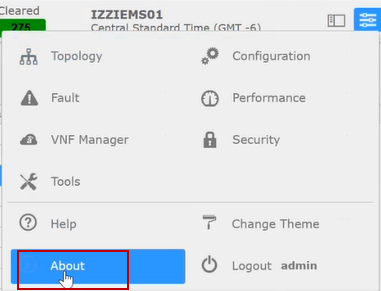 Cleared
IZZIEMS01
275
Central Standard Time (GMT -6)
Topology
Configuration
Fault
Performance
VNF Manager
Security
Tools
Help
Change Theme
About
Logout admin